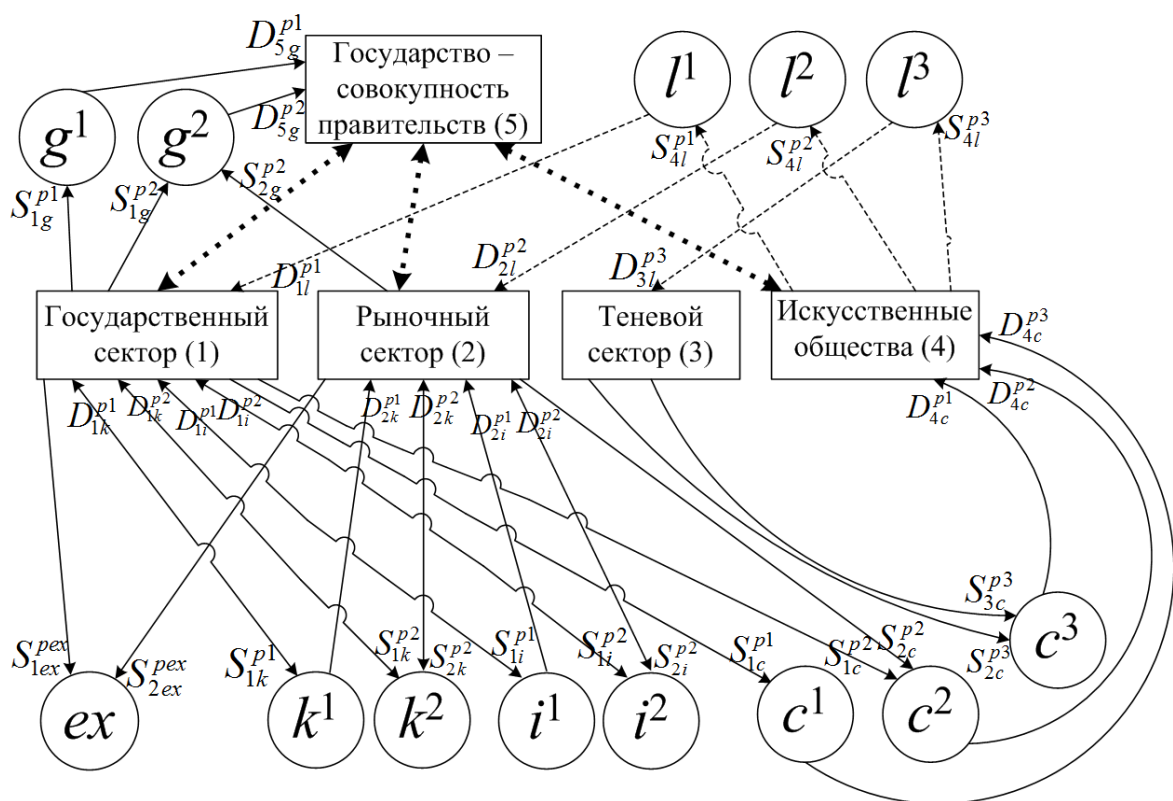 D_{5g}^{p1}
Государство –
совокупность
правительств (5)
l^1
l^2
l^3
g^1
g^2
D_{5g}^{p2}
S_{4l}^{p1}
S_{4l}^{p2}
S_{4l}^{p3}
S_{1g}^{p1}
S_{1g}^{p2}
S_{2g}^{p2}
D_{1l}^{p1}
D_{2l}^{p2}
D_{3l}^{p3}
Государственный
сектор (1)
Рыночный
сектор (2)
Теневой
сектор (3)
Искусственные
общества (4)
D_{4c}^{p3}
D_{1k}^{p1}
D_{1k}^{p2}
D_{1i}^{p1}
D_{1i}^{p2}
D_{2k}^{p1}
D_{2k}^{p2}
D_{2i}^{p1}
D_{2i}^{p2}
D_{4c}^{p1}
D_{4c}^{p2}
S_{1ex}^{pex}
S_{2ex}^{pex}
S_{1k}^{p1}
S_{1k}^{p2}
S_{2k}^{p2}
S_{1i}^{p1}
S_{1i}^{p2}
S_{2i}^{p2}
S_{1c}^{p1}
S_{1c}^{p2}
S_{2c}^{p2}
S_{2c}^{p3}
S_{3c}^{p3}
c^3
ex
k^1
k^2
i^1
i^2
c^1
c^2